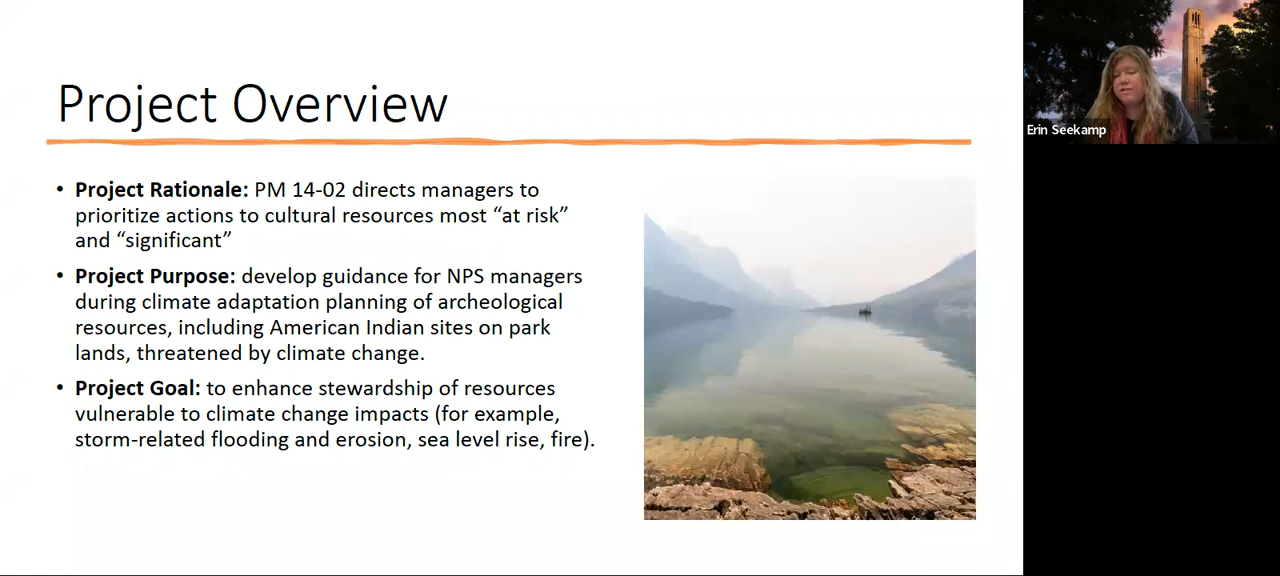 Project Overview
• Project Rationale: PM 14-02 directs managers to
prioritize actions to cultural resources most “at risk”
and “significant”
• Project Purpose: develop guidance for NPS managers
during climate adaptation planning of archeological
resources, including American Indian sites on park
lands, threatened by climate change.
• Project Goal: to enhance stewardship of resources
vulnerable to climate change impacts (for example,
storm-related flooding and erosion, sea level rise, fire).
Erin Seekamp